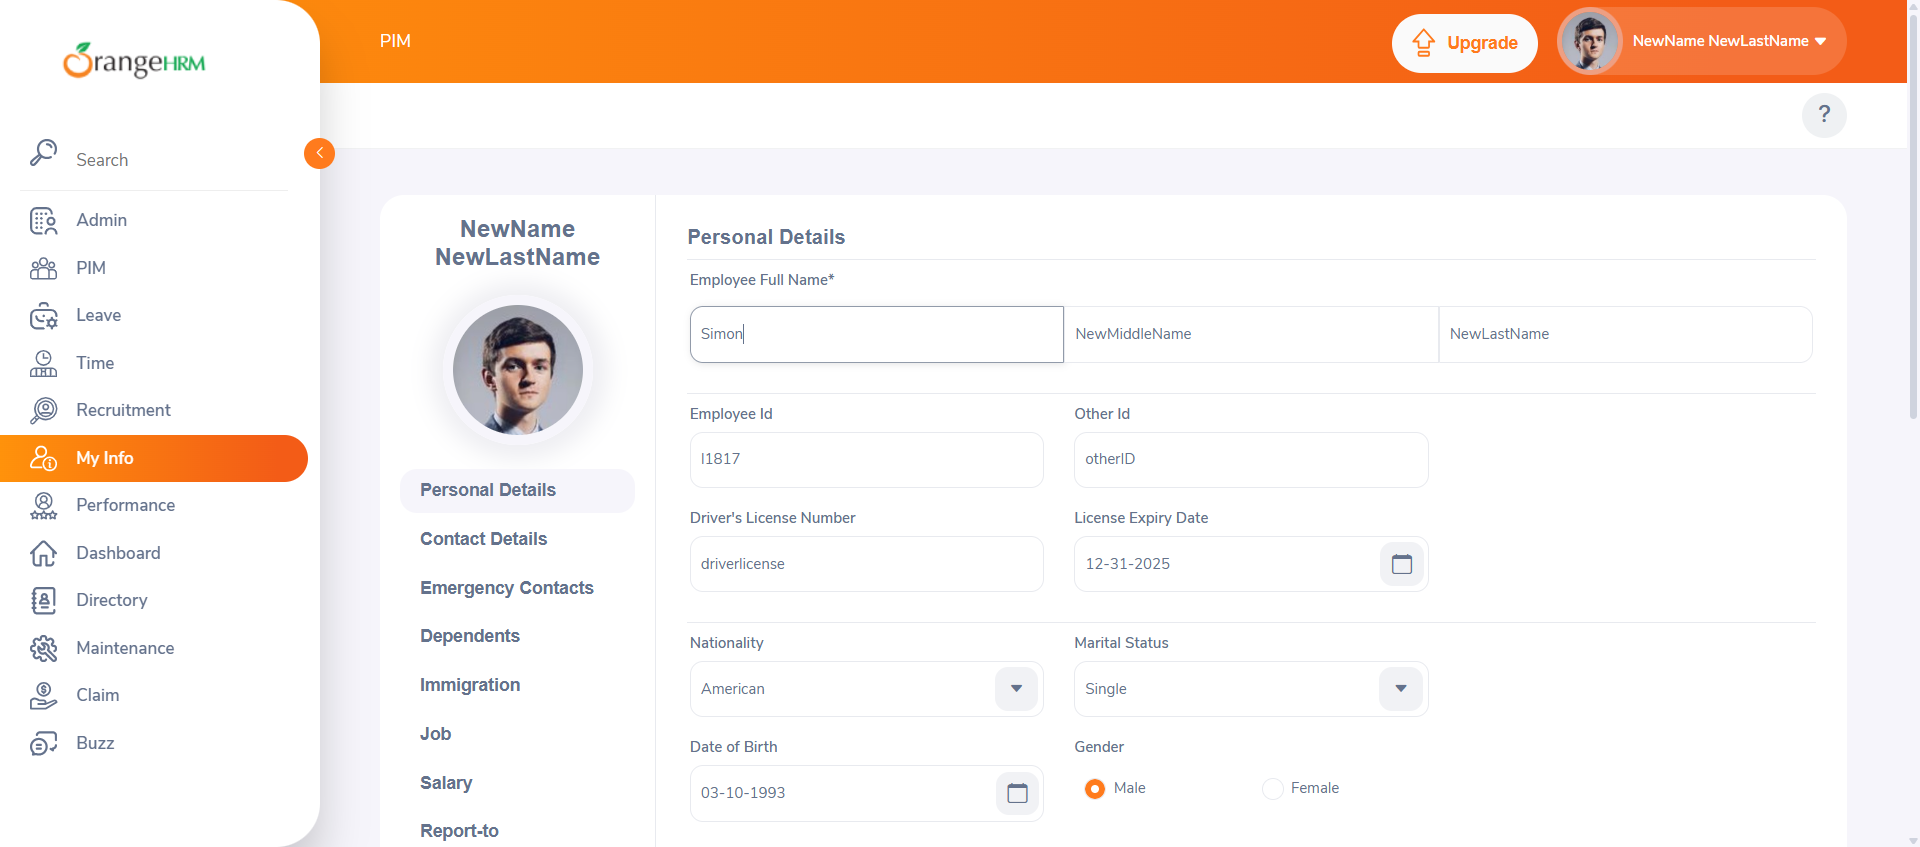 OrangeHRM
PIM
Upgrade
NewName NewLastName
?
Search
Admin
PIM
Leave
Time
Recruitment
My Info
Performance
Dashboard
Directory
Maintenance
Claim
Buzz
NewName
NewLastName
Personal Details
Contact Details
Emergency Contacts
Dependents
Immigration
Job
Salary
Report-to
Personal Details
Employee Full Name*
Simon NewMiddleName NewLastName
Employee Id Other Id
I1817 otherID
Driver's License Number License Expiry Date
driverlicense 12-31-2025
Nationality Marital Status
American Single
Date of Birth Gender
03-10-1993 Male Female